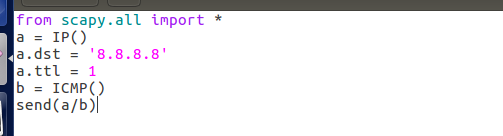 from scapy.all import *
a = IP()
a.dst = '8.8.8.8'
a.ttl = 1
b = ICMP()
send(a/b)